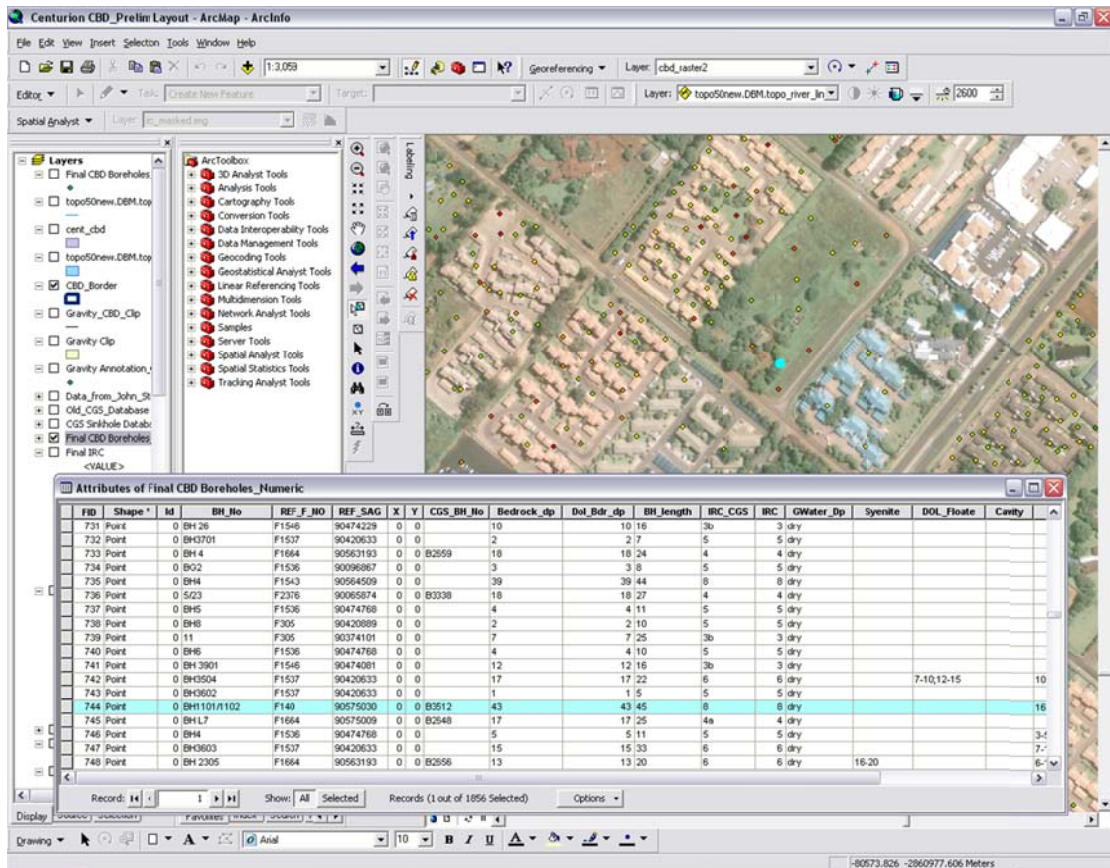 Centurion CBD_Prelim Layout - ArcMap - ArcInfo
File Edit View Insert Selection Tools Window Help
1:3,059 Georeferencing Layer: cbd_raster2
Editor Task: Create New Feature Target: Layer: topo50new.DBM.topo_river_lin 2600
Spatial Analyst Layer: ic_masked.img
Layers
Final CBD Boreholes_
topo50new.DBM.top
cent_cbd
topo50new.DBM.top
CBD_Border
Gravity_CBD_Clip
Gravity Clip
Gravity Annotation_
Data_from_John_St
Old_CGS_Database
CGS Sinkhole Datab
Final CBD Boreholes_
Final IRC
<VALUE>
ArcToolbox
3D Analyst Tools
Analysis Tools
Cartography Tools
Conversion Tools
Data Interoperability Tools
Data Management Tools
Geocoding Tools
Geostatistical Analyst Tools
Linear Referencing Tools
Multidimension Tools
Network Analyst Tools
Samples
Server Tools
Spatial Analyst Tools
Spatial Statistics Tools
Tracking Analyst Tools
Labeling
Attributes of Final CBD Boreholes_Numeric
FID Shape * Id BH_No REF_F_NO REF_SAG X Y CGS_BH_No Bedrock_dp Dol_Bdr_dp BH_length IRC_CGS IRC GWater_Dp Syenite DOL_Floate Cavity
731 Point 0 BH 26 F1546 90474229 0 0 10 10 16 3b 3 dry
732 Point 0 BH3701 F1537 90420633 0 0 2 2 7 5 5 dry
733 Point 0 BH 4 F1664 90563193 0 0 B2659 18 18 24 4 4 dry
734 Point 0 BG2 F1536 90096867 0 0 3 3 8 5 5 dry
735 Point 0 BH4 F1543 90564509 0 0 39 39 44 8 8 dry
736 Point 0 S/23 F2376 90065874 0 0 B3338 18 18 27 4 4 dry
737 Point 0 BH5 F1536 90474768 0 0 4 4 11 5 5 dry
738 Point 0 BH8 F305 90420889 0 0 2 2 10 5 5 dry
739 Point 0 11 F305 90374101 0 0 7 7 25 3b 3 dry
740 Point 0 BH6 F1536 90474768 0 0 4 4 10 5 5 dry
741 Point 0 BH 3901 F1546 90474081 0 0 12 12 16 3b 3 dry
742 Point 0 BH3504 F1537 90420633 0 0 17 17 22 6 6 dry 7-10;12-15 10
743 Point 0 BH3602 F1537 90420633 0 0 1 1 5 5 5 dry
744 Point 0 BH1101/1102 F140 90575030 0 0 B3512 43 43 45 8 8 dry 16
745 Point 0 BH L7 F1664 90575009 0 0 B2648 17 17 25 4a 4 dry
746 Point 0 BH4 F1536 90474768 0 0 5 5 11 5 5 dry 3-5
747 Point 0 BH3603 F1537 90420633 0 0 15 15 33 6 6 dry 7-
748 Point 0 BH 2305 F1664 90563193 0 0 B2656 13 13 20 6 6 dry 16-20 6-
Record: 1 Show: All Selected Records (1 out of 1856 Selected) Options
Display Source Selection Favorites Index Search
Drawing Arial 10 B I U A
-80573.826 -2860977.606 Meters